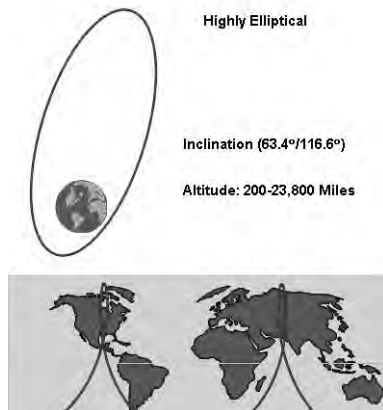 Highly Elliptical
Inclination (63.4º/116.6º)
Altitude: 200-23,800 Miles